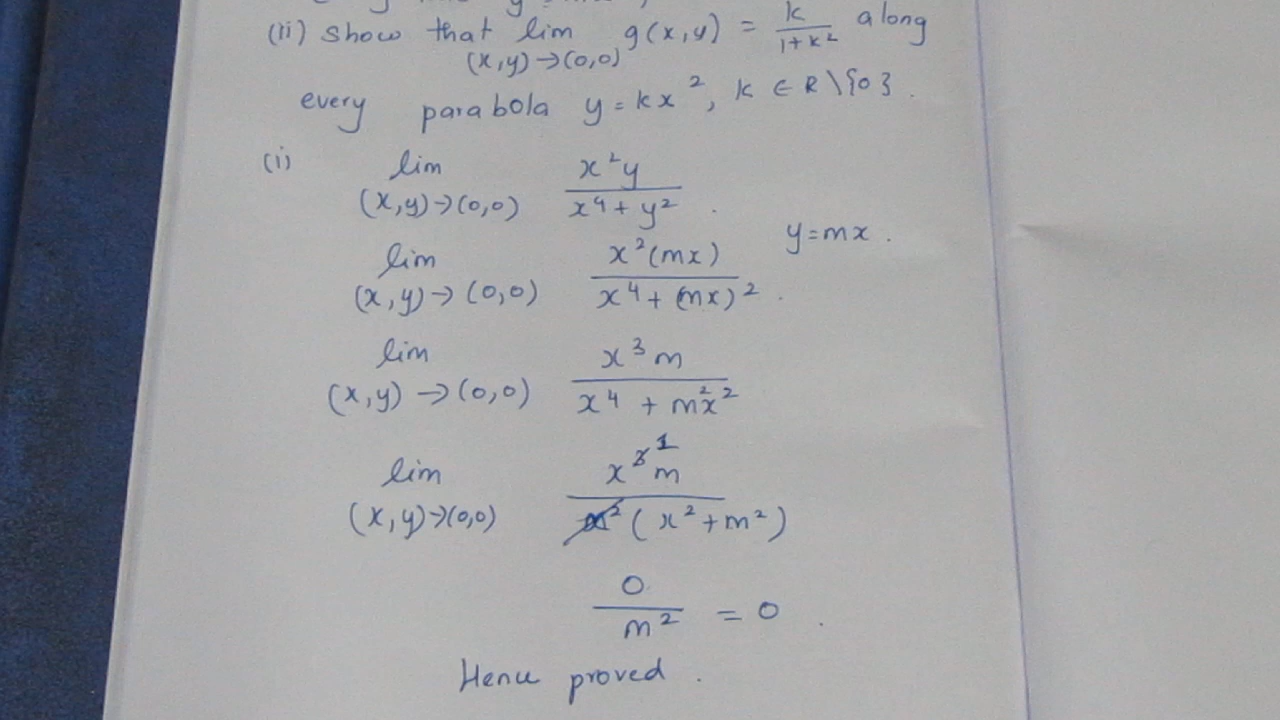 (ii) show that lim g(x,y) = k/1+k² along
(x,y)→(0,0)
every parabola y=kx², k ∈ R\{0}.
(i) lim x²y
(x,y)→(0,0) x⁴+y² .
y=mx .
lim x²(mx)
(x,y)→(0,0) x⁴+(mx)² .
lim x³m
(x,y)→(0,0) x⁴ + m²x²
lim x³ ¹ m
(x,y)→(0,0) x² (x²+m²)
0
m² = 0 .
Hence proved .